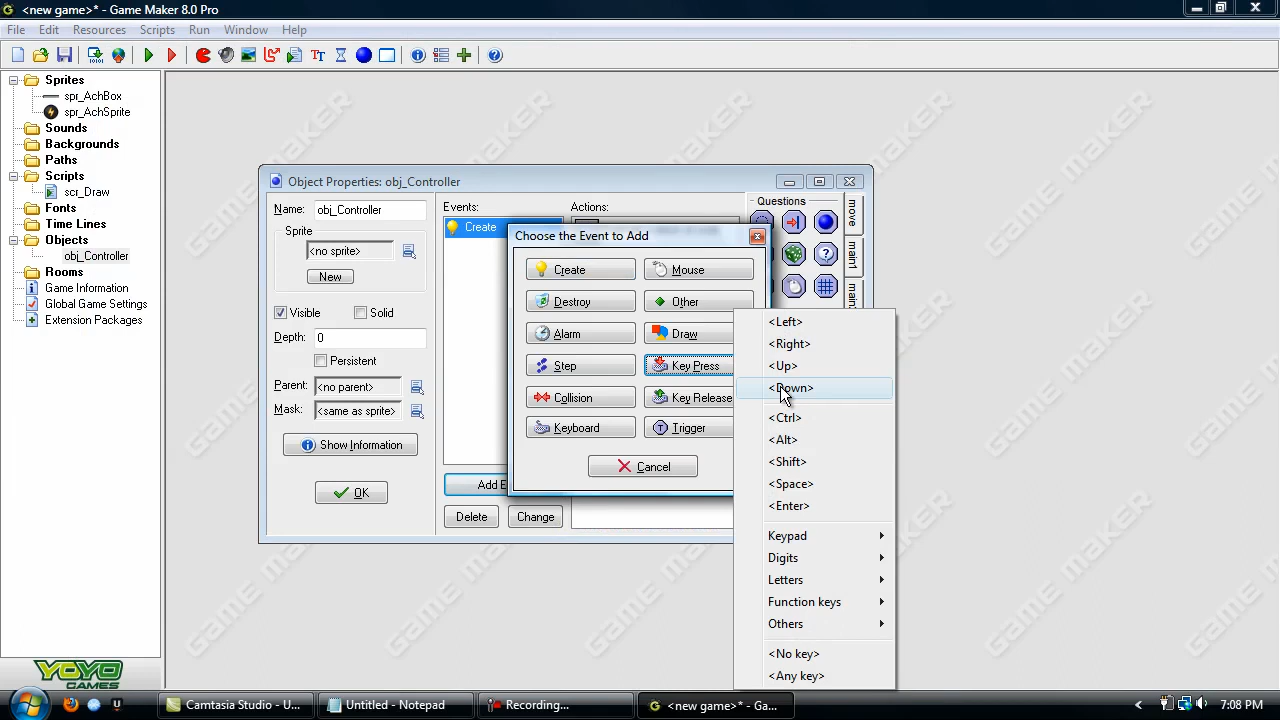 <new game>* - Game Maker 8.0 Pro
File Edit Resources Scripts Run Window Help
Sprites
spr_AchBox
spr_AchSprite
Sounds
Backgrounds
Paths
Scripts
scr_Draw
Fonts
Time Lines
Objects
obj_Controller
Rooms
Game Information
Global Game Settings
Extension Packages
YOYO
GAMES
Object Properties: obj_Controller
Name: obj_Controller
Sprite
<no sprite>
New
Visible Solid
Depth: 0
Persistent
Parent: <no parent>
Mask: <same as sprite>
Show Information
OK
Events:
Create
Add E
Delete Change
Actions:
Questions
move
main1
main
Choose the Event to Add
Create Mouse
Destroy Other
Alarm Draw
Step Key Press
Collision Key Release
Keyboard Trigger
Cancel
<Left>
<Right>
<Up>
<Down>
<Ctrl>
<Alt>
<Shift>
<Space>
<Enter>
Keypad
Digits
Letters
Function keys
Others
<No key>
<Any key>
GAME MAKER
Camtasia Studio - U... Untitled - Notepad Recording... <new game>* - Ga... 7:08 PM